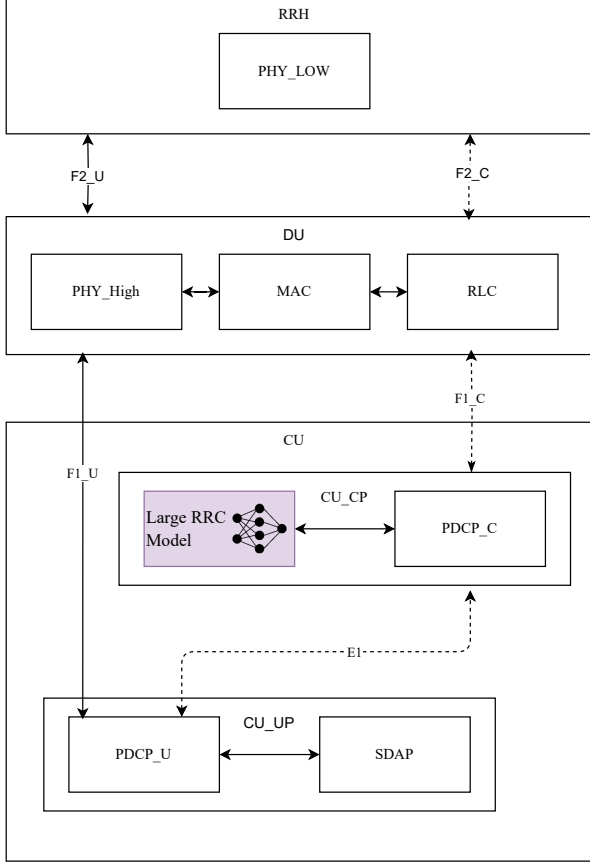 RRH
PHY_LOW
F2_U
F2_C
DU
PHY_High
MAC
RLC
F1_C
CU
F1_U
CU_CP
Large RRC
Model
PDCP_C
E1
CU_UP
PDCP_U
SDAP